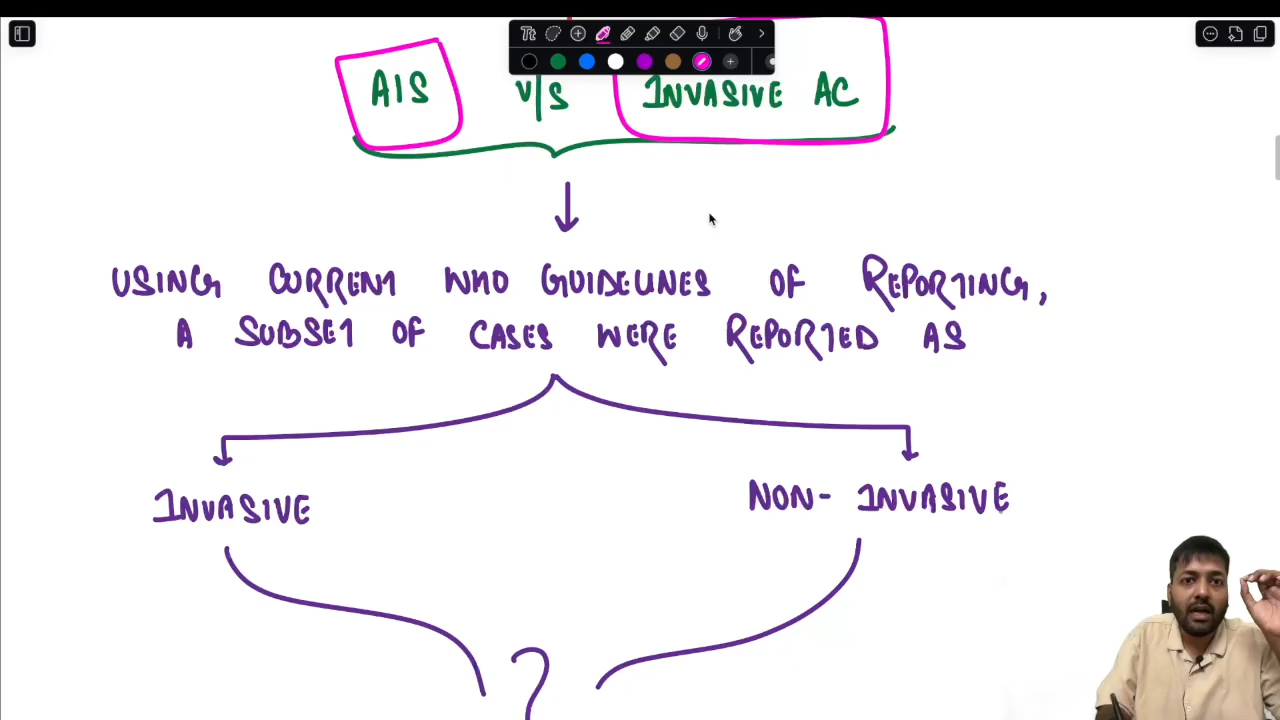 AIS V/S INVASIVE AC
USING CURRENT WHO GUIDELINES OF REPORTING,
A SUBSET OF CASES WERE REPORTED AS
INVASIVE NON-INVASIVE
?